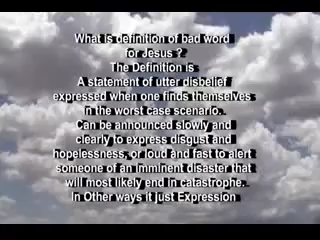 What is definition of bad word
for Jesus ?
The Definition is
A statement of utter disbelief
expressed when one finds themselves
in the worst case scenario.
Can be announced slowly and
clearly to express disgust and
hopelessness, or loud and fast to alert
someone of an imminent disaster that
will most likely end in catastrophe.
In Other ways it just Expression